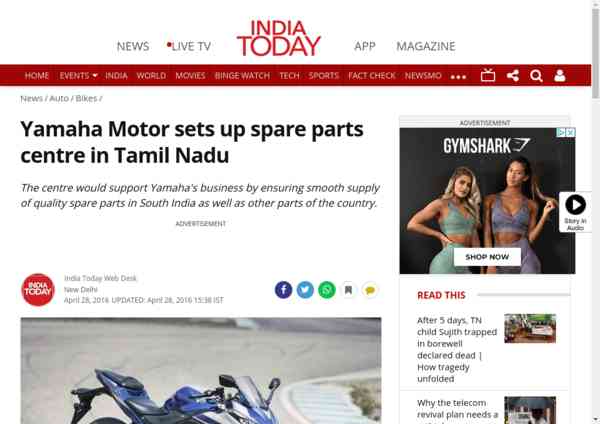 INDIA
TODAY
NEWS
LIVE TV
APP
MAGAZINE
HOME EVENTS INDIA WORLD MOVIES BINGE WATCH TECH SPORTS FACT CHECK NEWSMO
News / Auto / Bikes /
Yamaha Motor sets up spare parts
centre in Tamil Nadu
The centre would support Yamaha's business by ensuring smooth supply
of quality spare parts in South India as well as other parts of the country.
ADVERTISEMENT
INDIA
TODAY
India Today Web Desk
New Delhi
April 28, 2016 UPDATED: April 28, 2016 15:38 IST
ADVERTISEMENT
GYMSHARK
SHOP NOW
Story in
Audio
READ THIS
After 5 days, TN
child Sujith trapped
in borewell
declared dead |
How tragedy
unfolded
Why the telecom
revival plan needs a